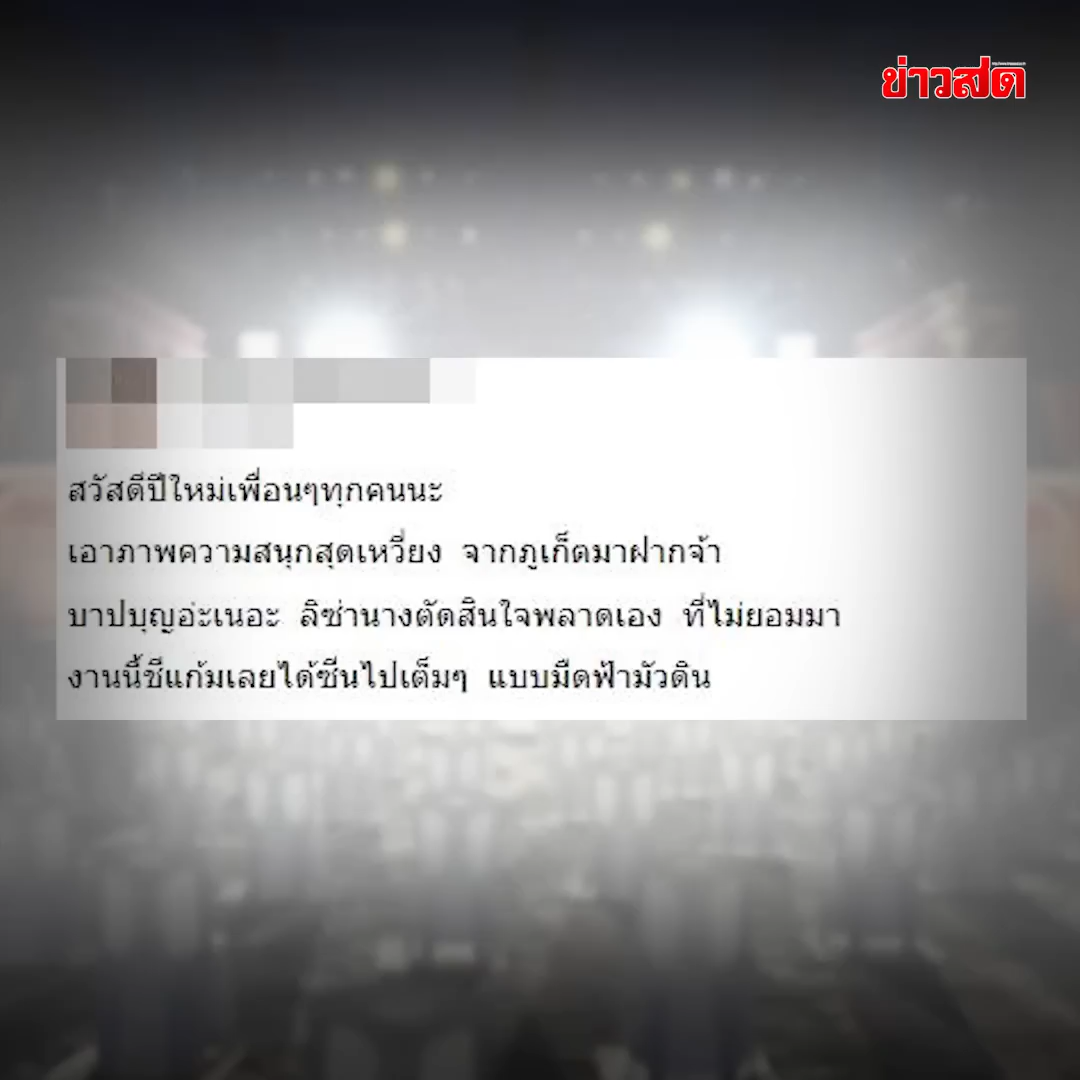 ข่าวสด
สวัสดีปีใหม่เพื่อนๆทุกคนนะ
เอาภาพความสนุกสุดเหวี่ยง จากภูเก็ตมาฝากจ้า
บาปบุญอ่ะเนอะ ลิซ่านางตัดสินใจพลาดเอง ที่ไม่ยอมมา
งานนี้ชีแก้มเลยได้ซีนไปเต็มๆ แบบมืดฟ้ามัวดิน